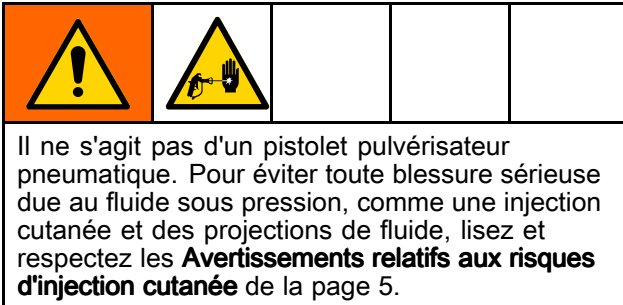 Il ne s'agit pas d'un pistolet pulvérisateur
pneumatique. Pour éviter toute blessure sérieuse
due au fluide sous pression, comme une injection
cutanée et des projections de fluide, lisez et
respectez les Avertissements relatifs aux risques
d'injection cutanée de la page 5.